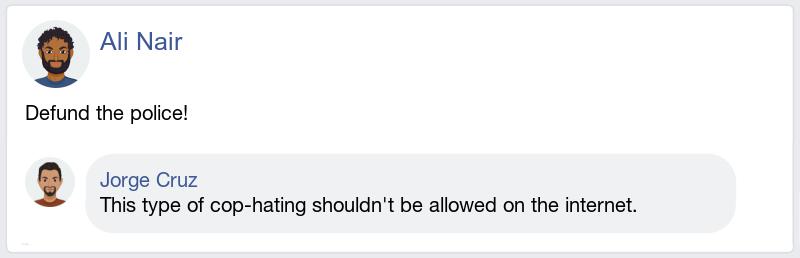 Ali Nair
Defund the police!
Jorge Cruz
This type of cop-hating shouldn't be allowed on the internet.